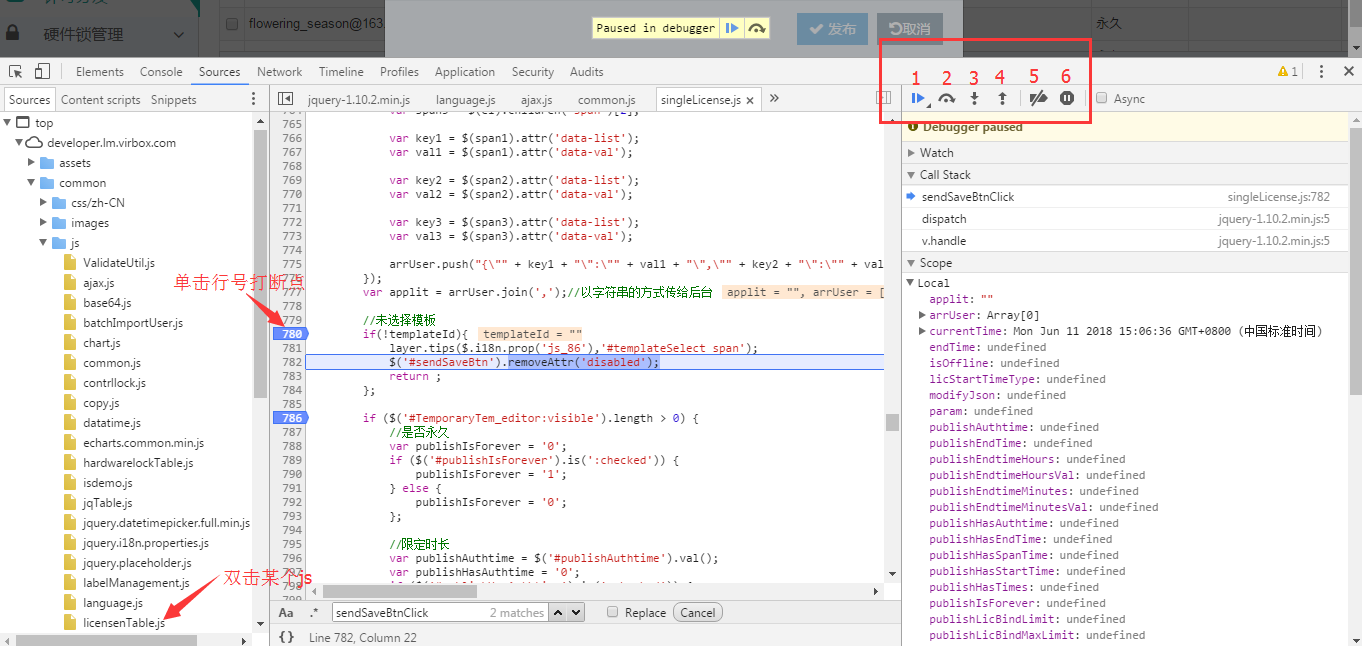 硬件锁管理
flowering_season@163.
Paused in debugger
发布
取消
永久
Elements Console Sources Network Timeline Profiles Application Security Audits
1
Sources Content scripts Snippets
jquery-1.10.2.min.js language.js ajax.js common.js singleLicense.js
1 2 3 4 5 6
Async
top
developer.lm.virbox.com
assets
common
css/zh-CN
images
js
ValidateUtil.js
ajax.js
base64.js
batchImportUser.js
chart.js
common.js
contrllock.js
copy.js
datatime.js
echarts.common.min.js
hardwarelockTable.js
isdemo.js
jqTable.js
jquery.datetimepicker.full.min.js
jquery.i18n.properties.js
jquery.placeholder.js
labelManagement.js
language.js
licensenTable.js
单击行号打断点
双击某个js
765
766 var key1 = $(span1).attr('data-list');
767 var val1 = $(span1).attr('data-val');
768
769 var key2 = $(span2).attr('data-list');
770 var val2 = $(span2).attr('data-val');
771
772 var key3 = $(span3).attr('data-list');
773 var val3 = $(span3).attr('data-val');
774
775 arrUser.push("{\"" + key1 + "\":\"" + val1 + "\",\"" + key2 + "\":\"" + val
776 });
777 var applit = arrUser.join(',');//以字符串的方式传给后台 applit = "", arrUser = [
778
779 //未选择模板
780 if(!templateId){ templateId = ""
781 layer.tips($.i18n.prop('js_86'),'#templateSelect span');
782 $('#sendSaveBtn').removeAttr('disabled');
783 return ;
784 };
785
786 if ($('#TemporaryTem_editor:visible').length > 0) {
787 //是否永久
788 var publishIsForever = '0';
789 if ($('#publishIsForever').is(':checked')) {
790 publishIsForever = '1';
791 } else {
792 publishIsForever = '0';
793 };
794
795 //限定时长
796 var publishAuthtime = $('#publishAuthtime').val();
797 var publishHasAuthtime = '0';
798
799
Aa .* sendSaveBtnClick 2 matches Replace Cancel
{} Line 782, Column 22
Debugger paused
Watch
Call Stack
sendSaveBtnClick singleLicense.js:782
dispatch jquery-1.10.2.min.js:5
v.handle jquery-1.10.2.min.js:5
Scope
Local
applit: ""
arrUser: Array[0]
currentTime: Mon Jun 11 2018 15:06:36 GMT+0800 (中国标准时间)
endTime: undefined
isOffline: undefined
licStartTimeType: undefined
modifyJson: undefined
param: undefined
publishAuthtime: undefined
publishEndTime: undefined
publishEndtimeHours: undefined
publishEndtimeHoursVal: undefined
publishEndtimeMinutes: undefined
publishEndtimeMinutesVal: undefined
publishHasAuthtime: undefined
publishHasEndTime: undefined
publishHasSpanTime: undefined
publishHasStartTime: undefined
publishHasTimes: undefined
publishIsForever: undefined
publishLicBindLimit: undefined
publishLicBindMaxLimit: undefined